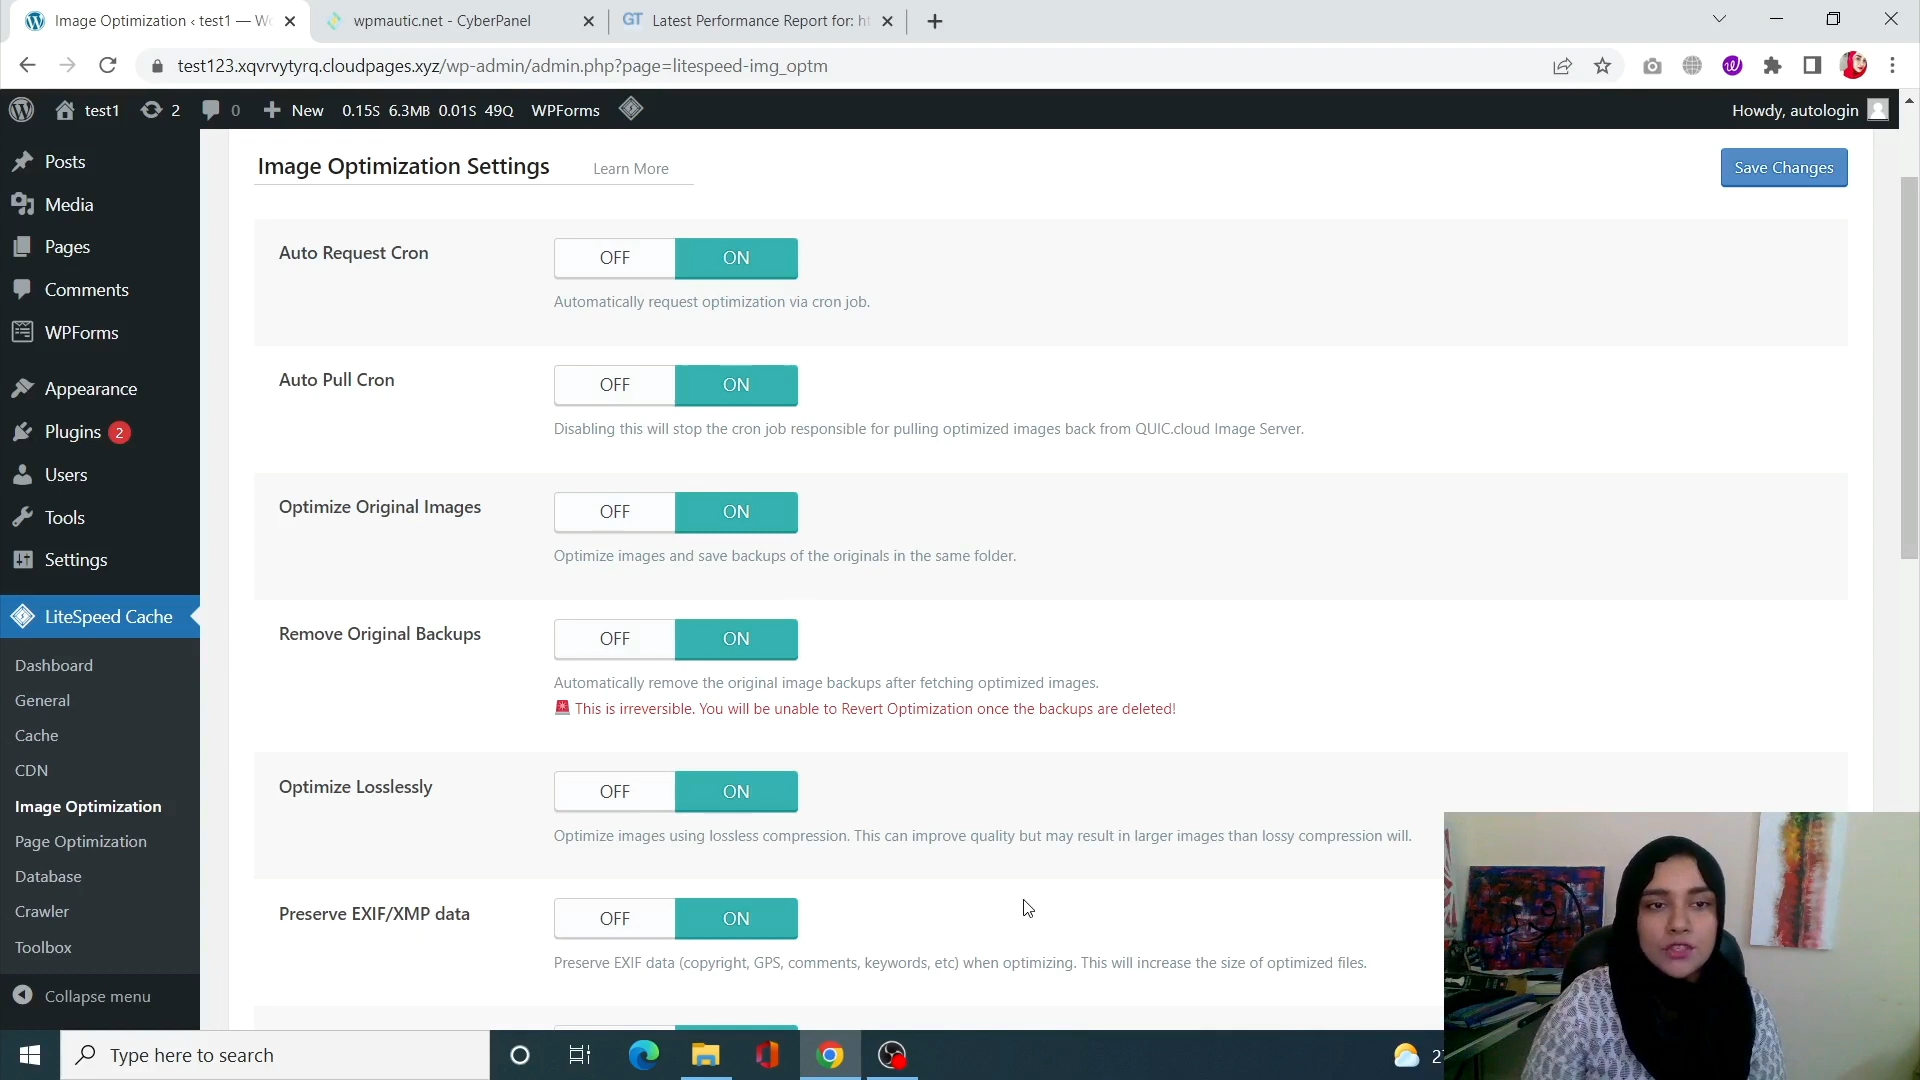 Image Optimization ‹ test1 — Wo
wpmautic.net - CyberPanel
GT Latest Performance Report for: ht
test123.xqvrvytyrq.cloudpages.xyz/wp-admin/admin.php?page=litespeed-img_optm
test1 2 0 New 0.15S 6.3MB 0.01S 49Q WPForms
Howdy, autologin
Posts
Media
Pages
Comments
WPForms
Appearance
Plugins 2
Users
Tools
Settings
LiteSpeed Cache
Dashboard
General
Cache
CDN
Image Optimization
Page Optimization
Database
Crawler
Toolbox
Collapse menu
Image Optimization Settings Learn More
Save Changes
Auto Request Cron
OFF ON
Automatically request optimization via cron job.
Auto Pull Cron
OFF ON
Disabling this will stop the cron job responsible for pulling optimized images back from QUIC.cloud Image Server.
Optimize Original Images
OFF ON
Optimize images and save backups of the originals in the same folder.
Remove Original Backups
OFF ON
Automatically remove the original image backups after fetching optimized images.
🚨 This is irreversible. You will be unable to Revert Optimization once the backups are deleted!
Optimize Losslessly
OFF ON
Optimize images using lossless compression. This can improve quality but may result in larger images than lossy compression will.
Preserve EXIF/XMP data
OFF ON
Preserve EXIF data (copyright, GPS, comments, keywords, etc) when optimizing. This will increase the size of optimized files.
Type here to search